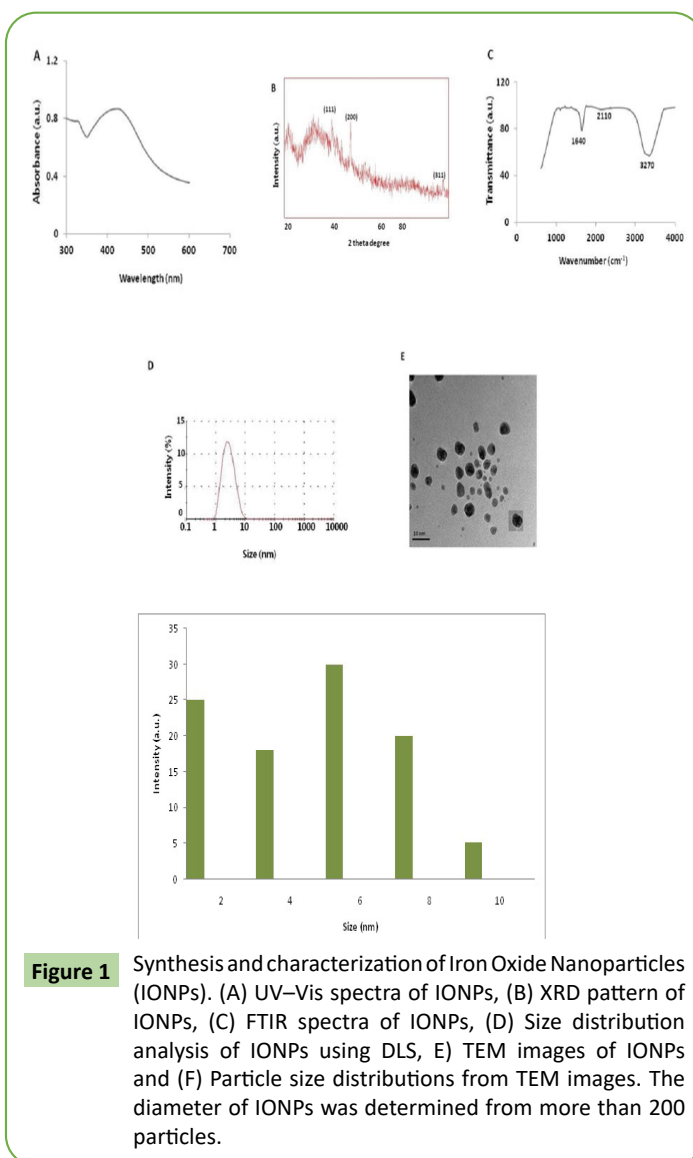 A
1.2
0.8
0.4
0
Absorbance (a.u.)
300 400 500 600 700
Wavelength (nm)
B
(111)
(200)
(311)
Intensity (a.u.)
20 40 60 80
2 theta degree
C
120
80
40
0
Transmittance (a.u.)
1640
2110
3270
0 1000 2000 3000 4000
Wavenumber (cm-1)
D
15
10
5
0
Intensity (%)
0.1 1 10 100 1000 10000
Size (nm)
E
10 nm
35
30
25
20
15
10
5
0
Intensity (a.u.)
2 4 6 8 10
Size (nm)
Figure 1
Synthesis and characterization of Iron Oxide Nanoparticles
(IONPs). (A) UV–Vis spectra of IONPs, (B) XRD pattern of
IONPs, (C) FTIR spectra of IONPs, (D) Size distribution
analysis of IONPs using DLS, E) TEM images of IONPs
and (F) Particle size distributions from TEM images. The
diameter of IONPs was determined from more than 200
particles.